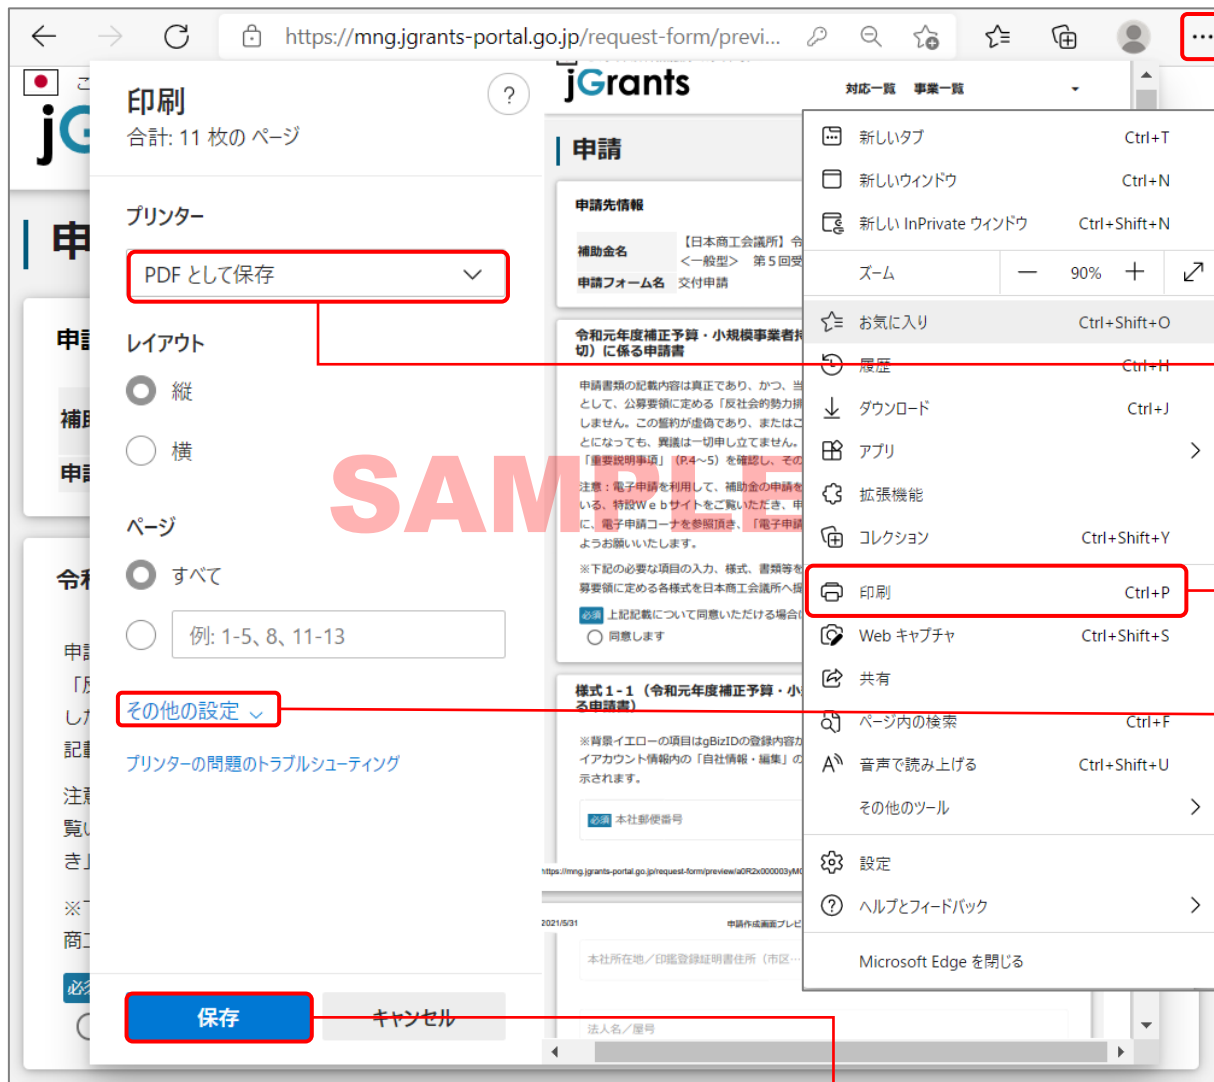 https://mng.jgrants-portal.go.jp/request-form/previ...
印刷
合計: 11 枚の ページ
?
プリンター
PDF として保存
レイアウト
縦
横
ページ
すべて
例: 1-5、8、11-13
その他の設定
プリンターの問題のトラブルシューティング
保存
キャンセル
jGrants
対応一覧 事業一覧
申請
申請先情報
補助金名
【日本商工会議所】令
<一般型> 第５回受
申請フォーム名 交付申請
令和元年度補正予算・小規模事業者持
切）に係る申請書
申請書類の記載内容は真正であり、かつ、当
として、公募要領に定める「反社会的勢力排
しません。この誓約が虚偽であり、またはこ
とになっても、異議は一切申し立てません。
「重要説明事項」（P.4～5）を確認し、その
注意：電子申請を利用して、補助金の申請を
いる、特設Ｗｅｂサイトをご覧いただき、申
に、電子申請コーナを参照頂き、「電子申請
ようお願いいたします。
※下記の必要な項目の入力、様式、書類等を
募要領に定める各様式を日本商工会議所へ提
必須 上記記載について同意いただける場合
同意します
様式１-１（令和元年度補正予算・小
る申請書）
※背景イエローの項目はgBizIDの登録内容か
イアカウント情報内の「自社情報・編集」の
示されます。
必須 本社郵便番号
https://mng.jgrants-portal.go.jp/request-form/preview/a0R2x000003yM
2021/5/31
申請作成画面プレビ
本社所在地／印鑑登録証明書住所（市区…
法人名／屋号
SAMPLE
新しいタブ Ctrl+T
新しいウィンドウ Ctrl+N
新しい InPrivate ウィンドウ Ctrl+Shift+N
ズーム － 90% ＋
お気に入り Ctrl+Shift+O
履歴 Ctrl+H
ダウンロード Ctrl+J
アプリ
拡張機能
コレクション Ctrl+Shift+Y
印刷 Ctrl+P
Web キャプチャ Ctrl+Shift+S
共有
ページ内の検索 Ctrl+F
音声で読み上げる Ctrl+Shift+U
その他のツール
設定
ヘルプとフィードバック
Microsoft Edge を閉じる